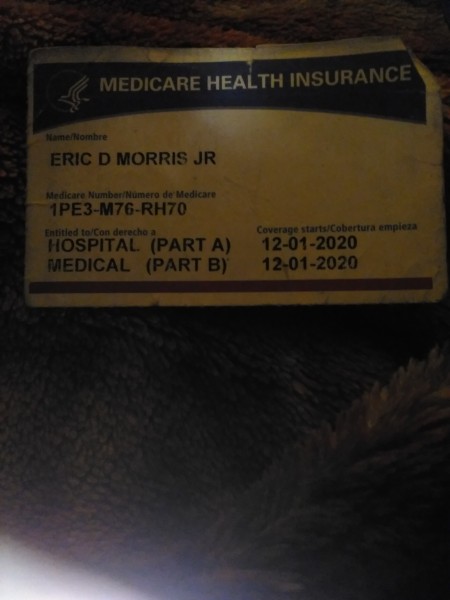 MEDICARE HEALTH INSURANCE
Name/Nombre
ERIC D MORRIS JR
Medicare Number/Número de Medicare
1PE3-M76-RH70
Entitled to/Con derecho a Coverage starts/Cobertura empieza
HOSPITAL (PART A) 12-01-2020
MEDICAL (PART B) 12-01-2020